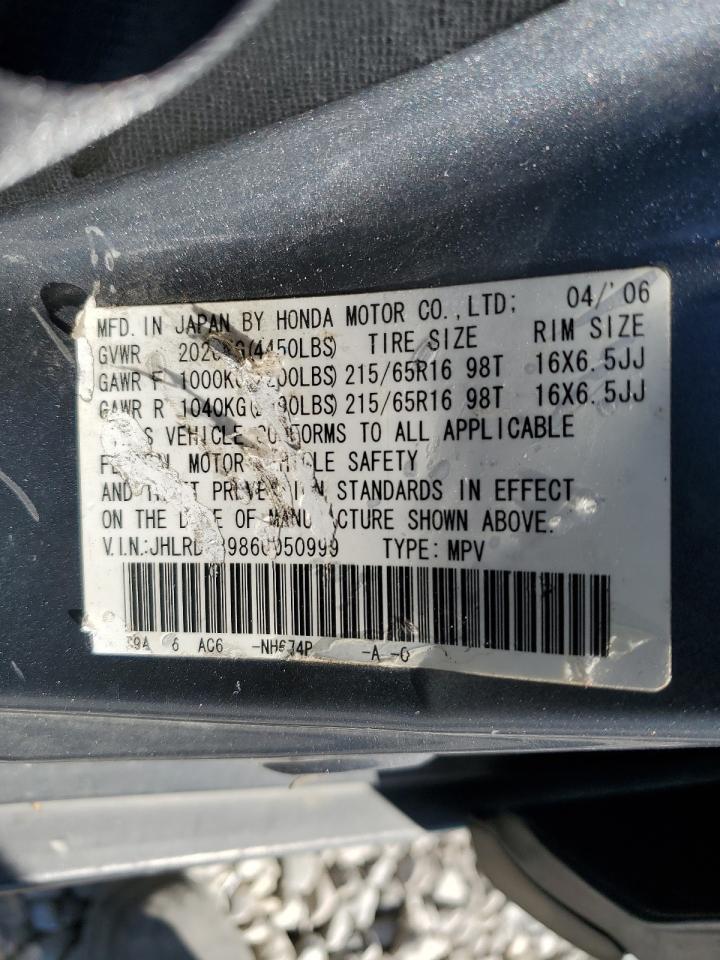 MFD. IN JAPAN BY HONDA MOTOR CO., LTD; 04/'06
GVWR (4450LBS) TIRE SIZE RIM SIZE
GAWR F 215/65R16 98T 16X6.5JJ
GAWR R 215/65R16 98T 16X6.5JJ
VEHICLE TO ALL APPLICABLE
MOTOR SAFETY
AND STANDARDS IN EFFECT
ON THE OF SHOWN ABOVE.
V.I.N.: TYPE: MPV
AC6 -A -0